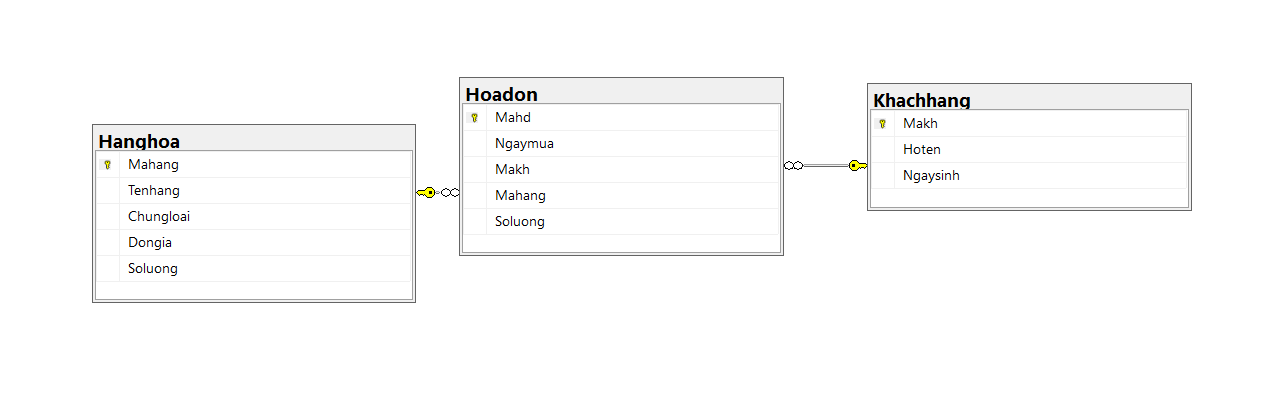 Hanghoa
Mahang
Tenhang
Chungloai
Dongia
Soluong
Hoadon
Mahd
Ngaymua
Makh
Mahang
Soluong
Khachhang
Makh
Hoten
Ngaysinh